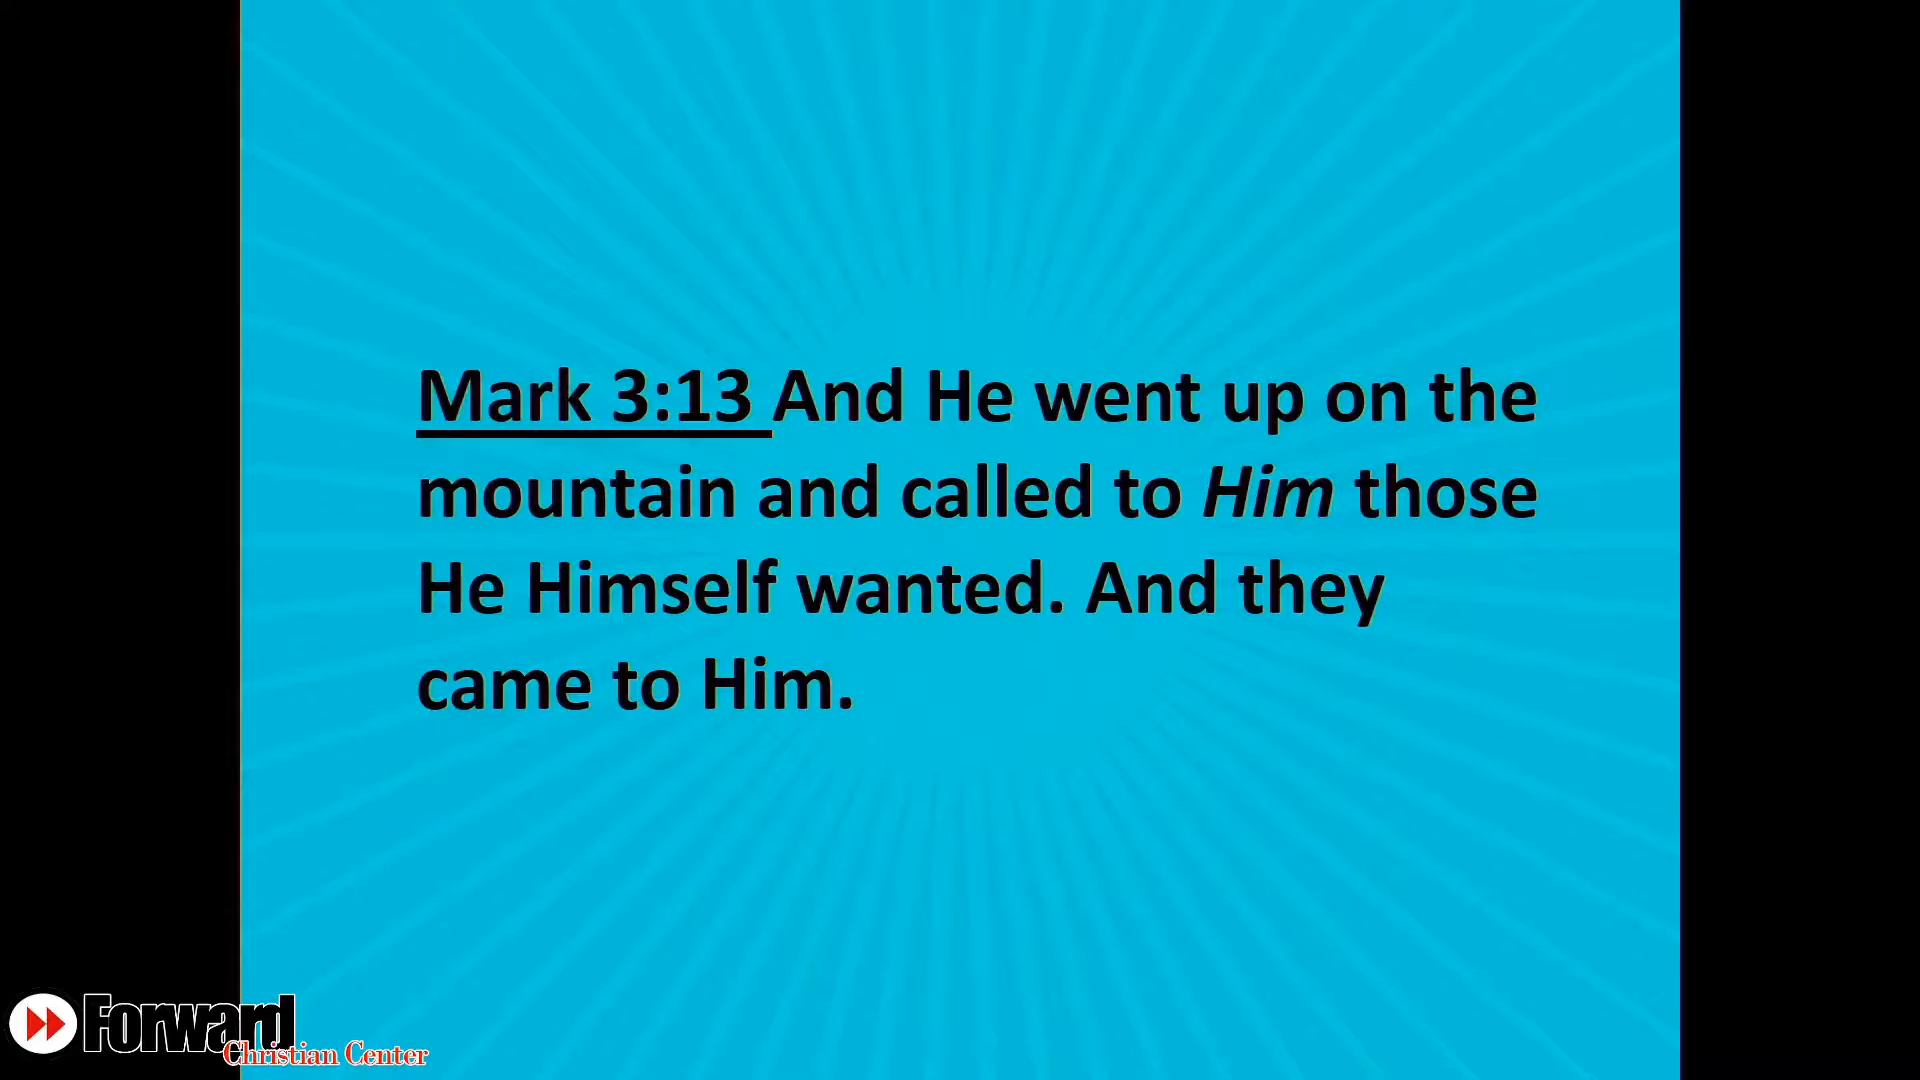 Mark 3:13 And He went up on the
mountain and called to Him those
He Himself wanted. And they
came to Him.
Forward
Christian Center